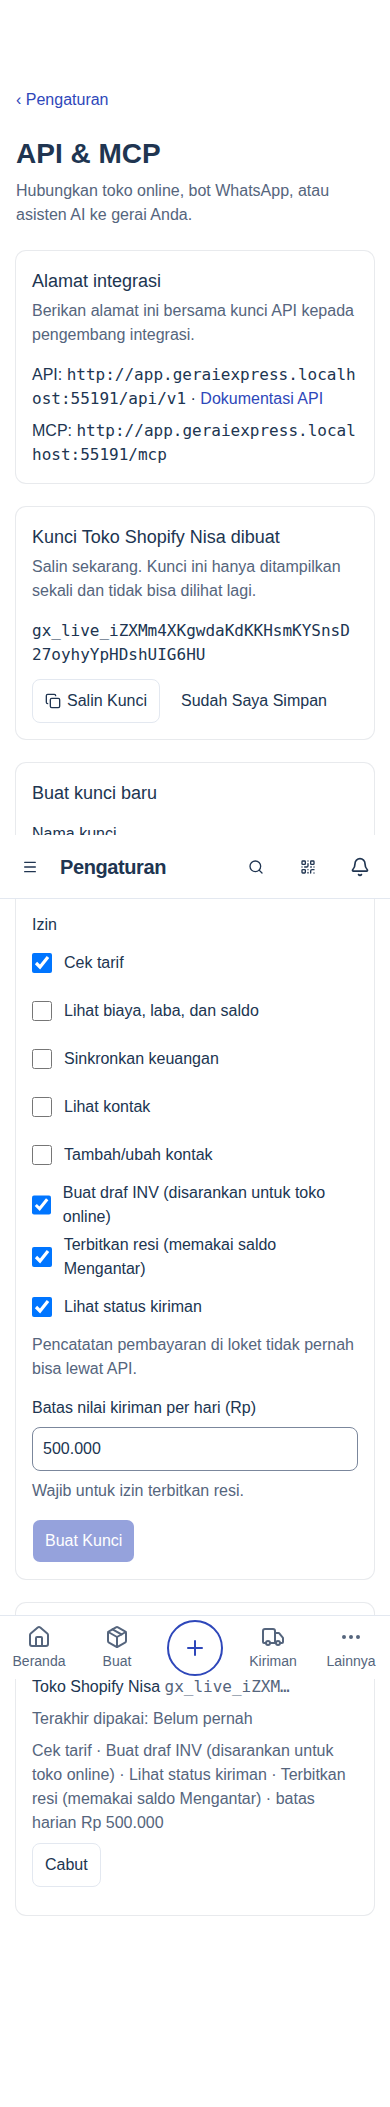 ‹ Pengaturan
API & MCP
Hubungkan toko online, bot WhatsApp, atau
asisten AI ke gerai Anda.
Alamat integrasi
Berikan alamat ini bersama kunci API kepada
pengembang integrasi.
API: http://app.geraiexpress.localh
ost:55191/api/v1 · Dokumentasi API
MCP: http://app.geraiexpress.local
host:55191/mcp
Kunci Toko Shopify Nisa dibuat
Salin sekarang. Kunci ini hanya ditampilkan
sekali dan tidak bisa dilihat lagi.
gx_live_iZXMm4XKgwdaKdKKHsmKYSnsD
27oyhyYpHDshUIG6HU
Salin Kunci
Sudah Saya Simpan
Buat kunci baru
Nama kunci
Pengaturan
Izin
Cek tarif
Lihat biaya, laba, dan saldo
Sinkronkan keuangan
Lihat kontak
Tambah/ubah kontak
Buat draf INV (disarankan untuk toko
online)
Terbitkan resi (memakai saldo
Mengantar)
Lihat status kiriman
Pencatatan pembayaran di loket tidak pernah
bisa lewat API.
Batas nilai kiriman per hari (Rp)
500.000
Wajib untuk izin terbitkan resi.
Buat Kunci
Beranda
Buat
Kiriman
Lainnya
Toko Shopify Nisa gx_live_iZXM…
Terakhir dipakai: Belum pernah
Cek tarif · Buat draf INV (disarankan untuk
toko online) · Lihat status kiriman · Terbitkan
resi (memakai saldo Mengantar) · batas
harian Rp 500.000
Cabut